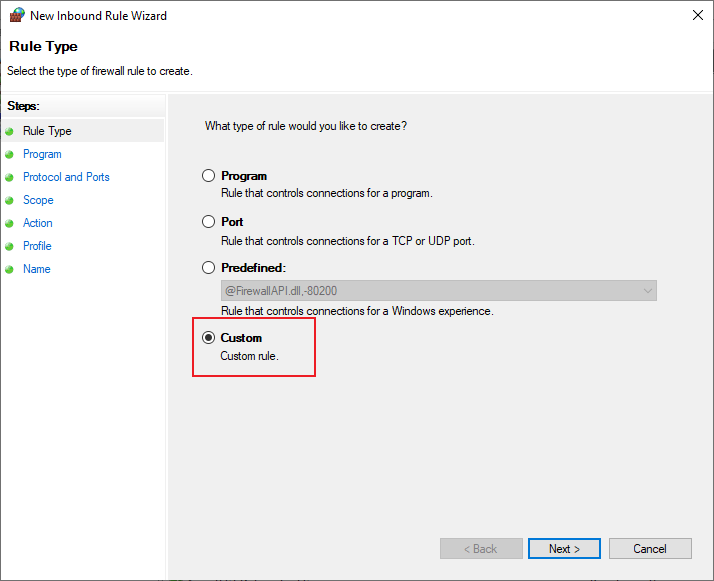 New Inbound Rule Wizard
Rule Type
Select the type of firewall rule to create.
Steps:
Rule Type
Program
Protocol and Ports
Scope
Action
Profile
Name
What type of rule would you like to create?
Program
Rule that controls connections for a program.
Port
Rule that controls connections for a TCP or UDP port.
Predefined:
@FirewallAPI.dll,-80200
Rule that controls connections for a Windows experience.
Custom
Custom rule.
< Back
Next >
Cancel